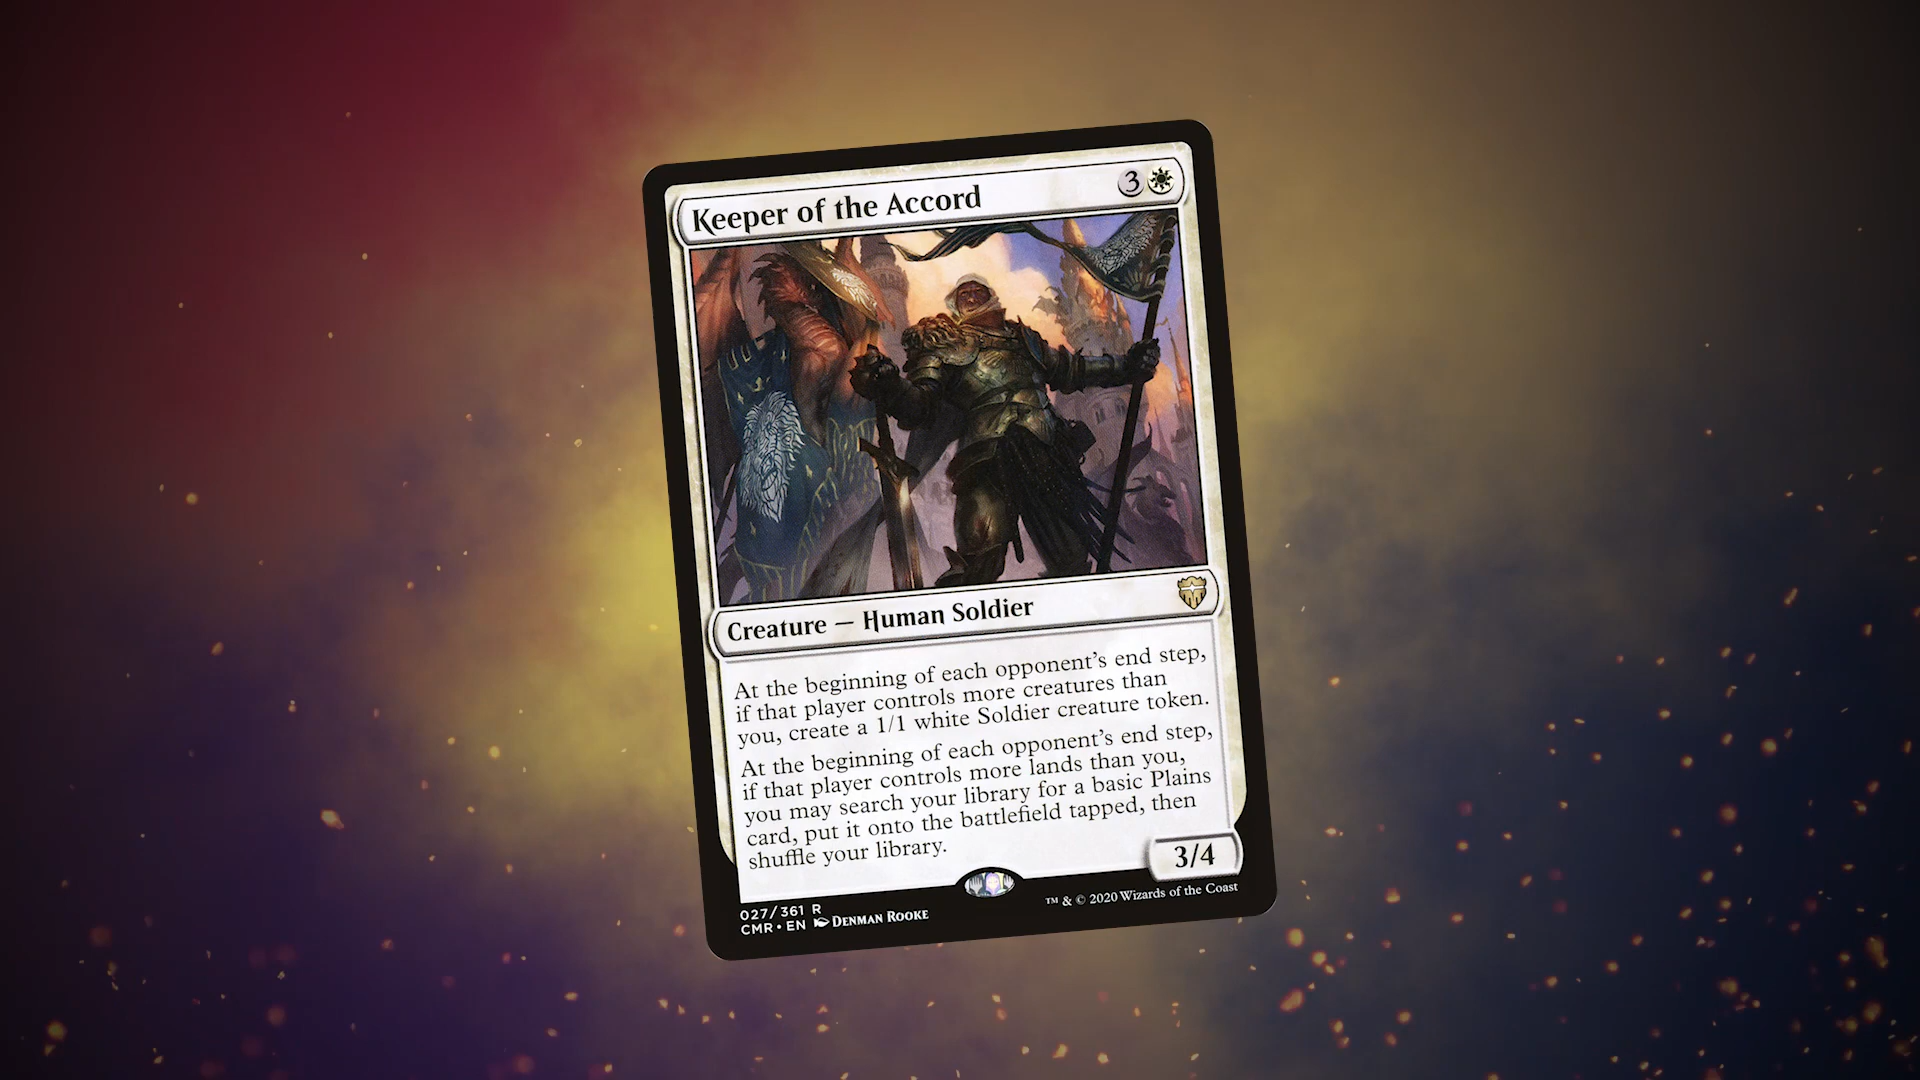 Keeper of the Accord
3
Creature — Human Soldier
At the beginning of each opponent's end step,
if that player controls more creatures than
you, create a 1/1 white Soldier creature token.
At the beginning of each opponent's end step,
if that player controls more lands than you,
you may search your library for a basic Plains
card, put it onto the battlefield tapped, then
shuffle your library.
3/4
027/361 R
CMR • EN Denman Rooke
™ & © 2020 Wizards of the Coast